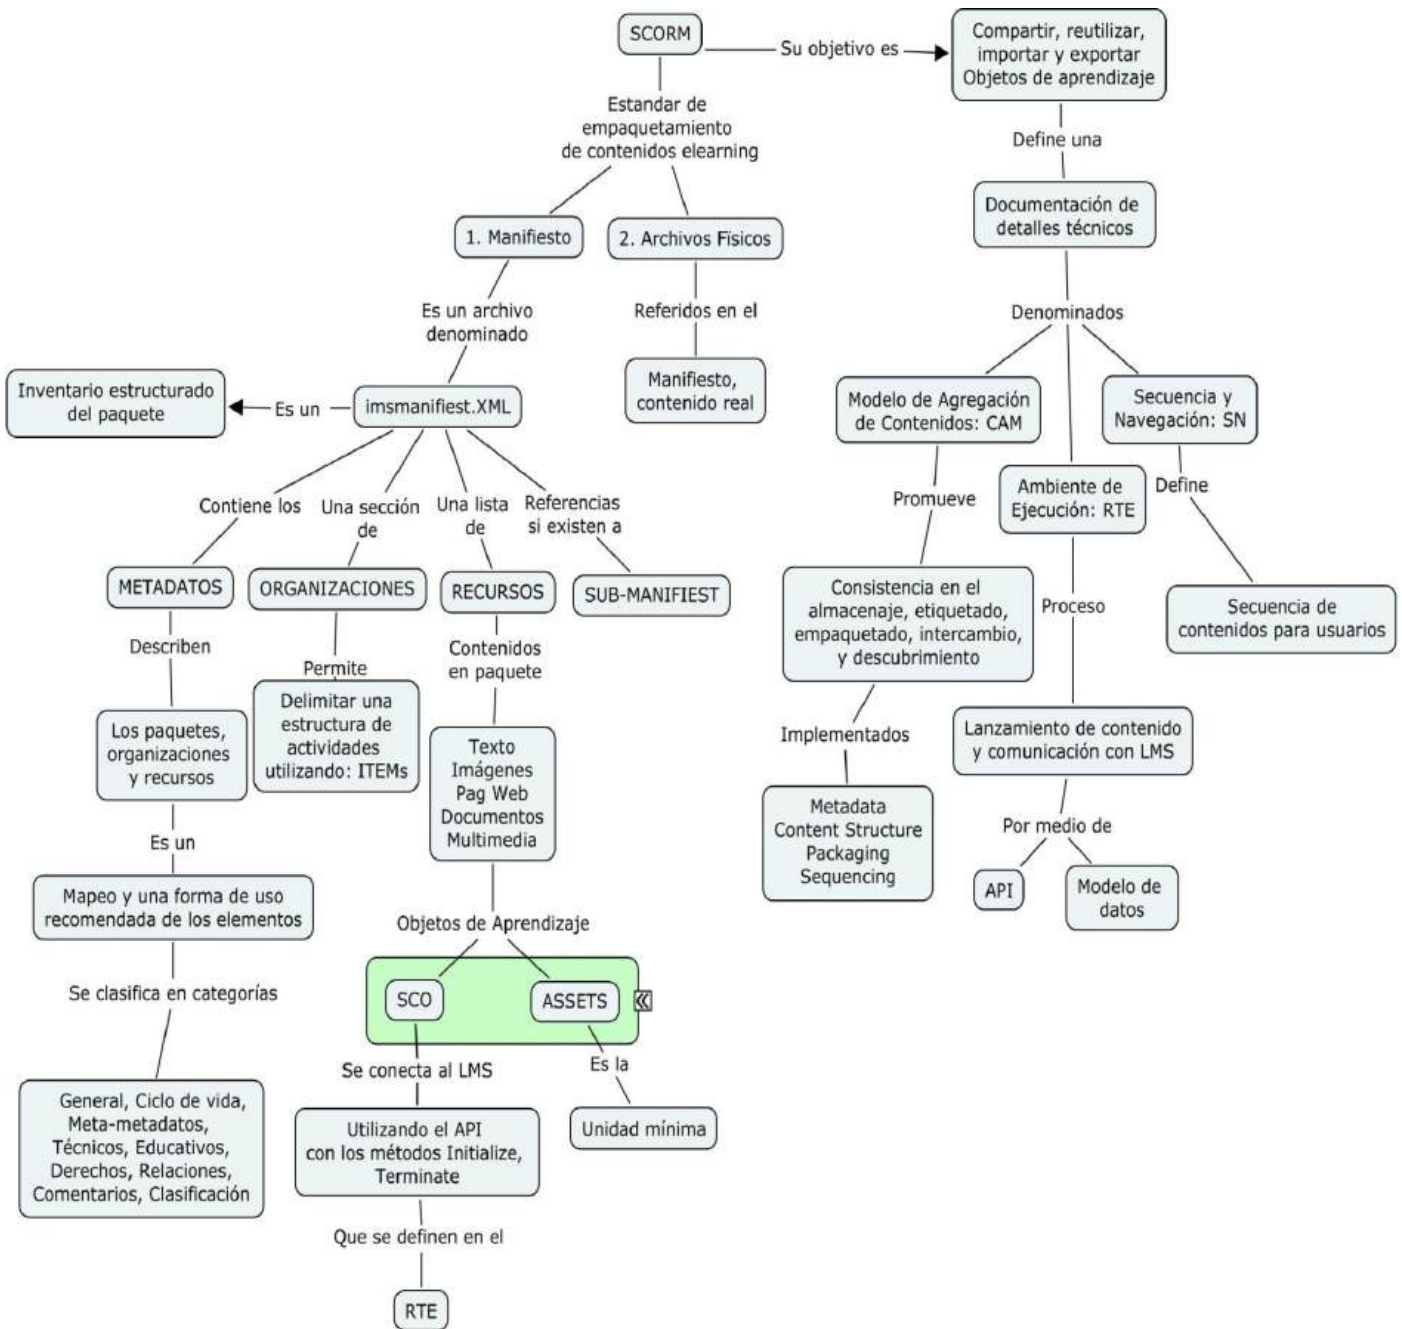 SCORM
Su objetivo es
Compartir, reutilizar,
importar y exportar
Objetos de aprendizaje
Estandar de
empaquetamiento
de contenidos elearning
Define una
1. Manifiesto
2. Archivos Físicos
Documentación de
detalles técnicos
Es un archivo
denominado
Referidos en el
Denominados
Inventario estructurado
del paquete
Es un
imsmanifiest.XML
Manifiesto,
contenido real
Modelo de Agregación
de Contenidos: CAM
Secuencia y
Navegación: SN
Contiene los
Una sección
de
Una lista
de
Referencias
si existen a
Promueve
Ambiente de
Ejecución: RTE
Define
METADATOS
ORGANIZACIONES
RECURSOS
SUB-MANIFIEST
Consistencia en el
almacenaje, etiquetado,
empaquetado, intercambio,
y descubrimiento
Proceso
Secuencia de
contenidos para usuarios
Describen
Permite
Contenidos
en paquete
Los paquetes,
organizaciones
y recursos
Delimitar una
estructura de
actividades
utilizando: ITEMs
Texto
Imágenes
Pag Web
Documentos
Multimedia
Implementados
Lanzamiento de contenido
y comunicación con LMS
Es un
Metadata
Content Structure
Packaging
Sequencing
Por medio de
API
Modelo de
datos
Mapeo y una forma de uso
recomendada de los elementos
Objetos de Aprendizaje
Se clasifica en categorías
SCO
ASSETS
Se conecta al LMS
Es la
General, Ciclo de vida,
Meta-metadatos,
Técnicos, Educativos,
Derechos, Relaciones,
Comentarios, Clasificación
Utilizando el API
con los métodos Initialize,
Terminate
Unidad mínima
Que se definen en el
RTE